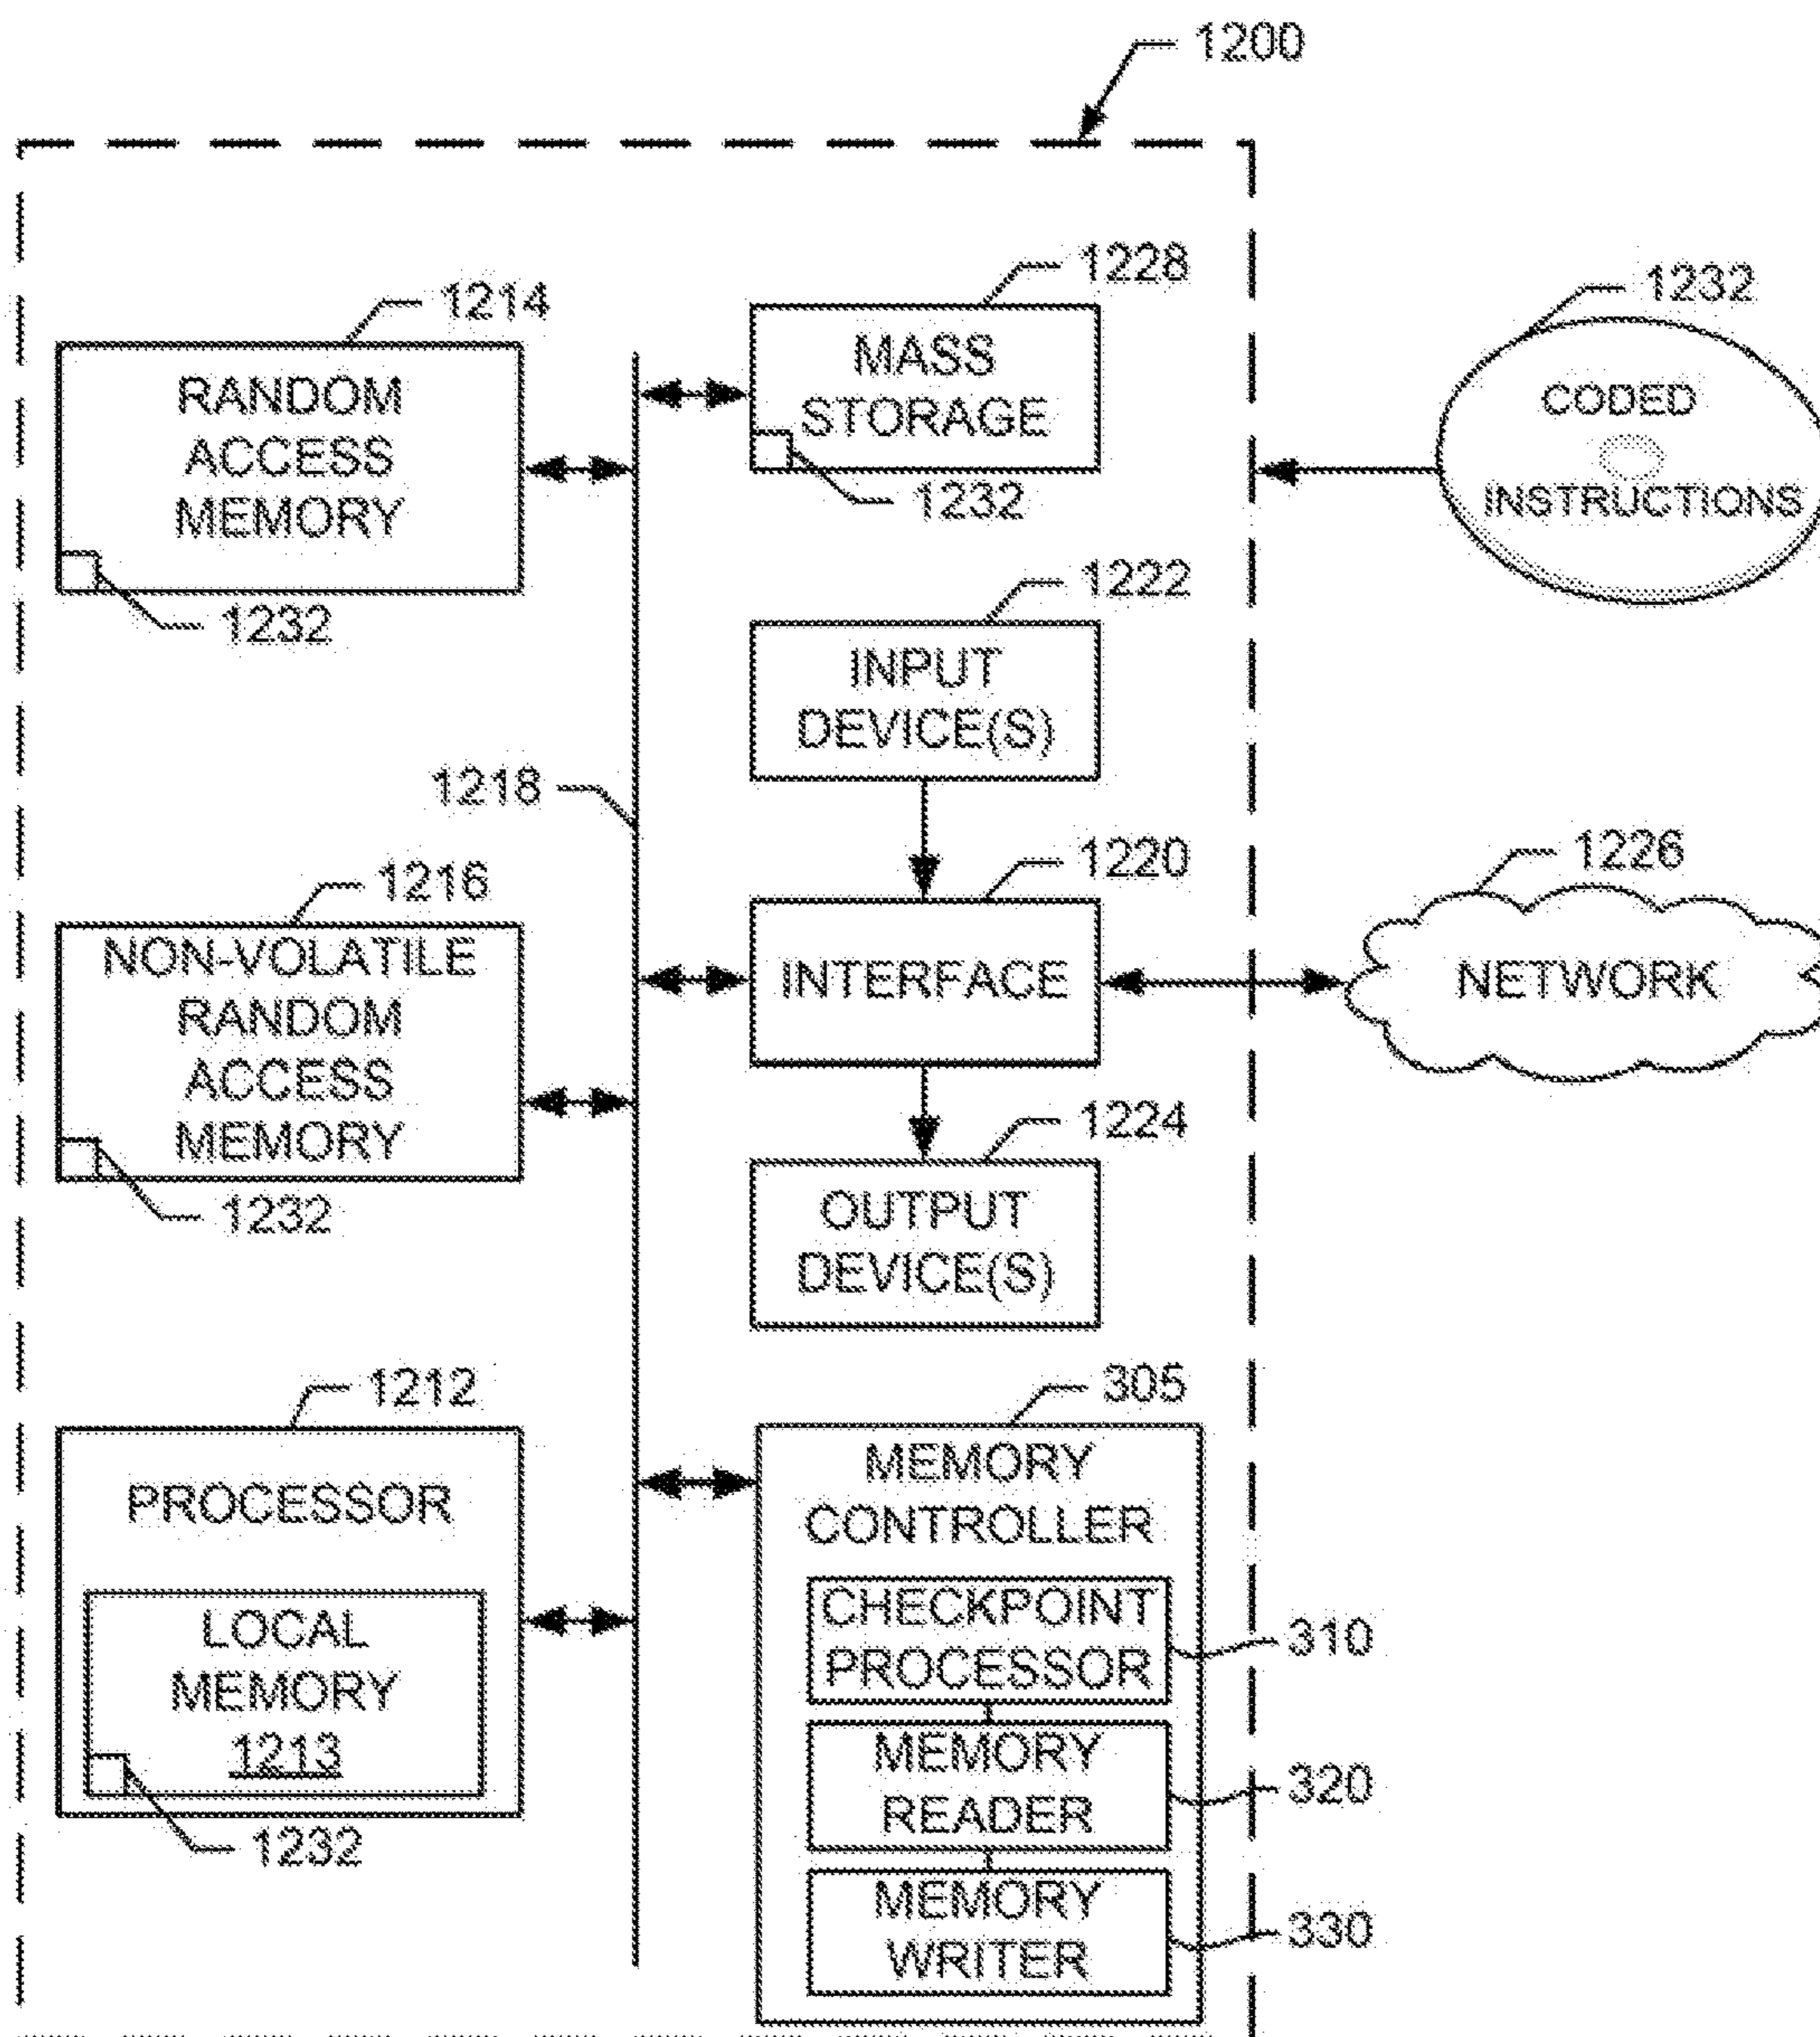 1200
1214
RANDOM
ACCESS
MEMORY
1232
1228
MASS
STORAGE
1232
1232
CODED
INSTRUCTIONS
1222
INPUT
DEVICE(S)
1218
1216
NON-VOLATILE
RANDOM
ACCESS
MEMORY
1232
1220
INTERFACE
1226
NETWORK
1224
OUTPUT
DEVICE(S)
1212
PROCESSOR
LOCAL
MEMORY
1213
1232
305
MEMORY
CONTROLLER
CHECKPOINT
PROCESSOR
310
MEMORY
READER
320
MEMORY
WRITER
330